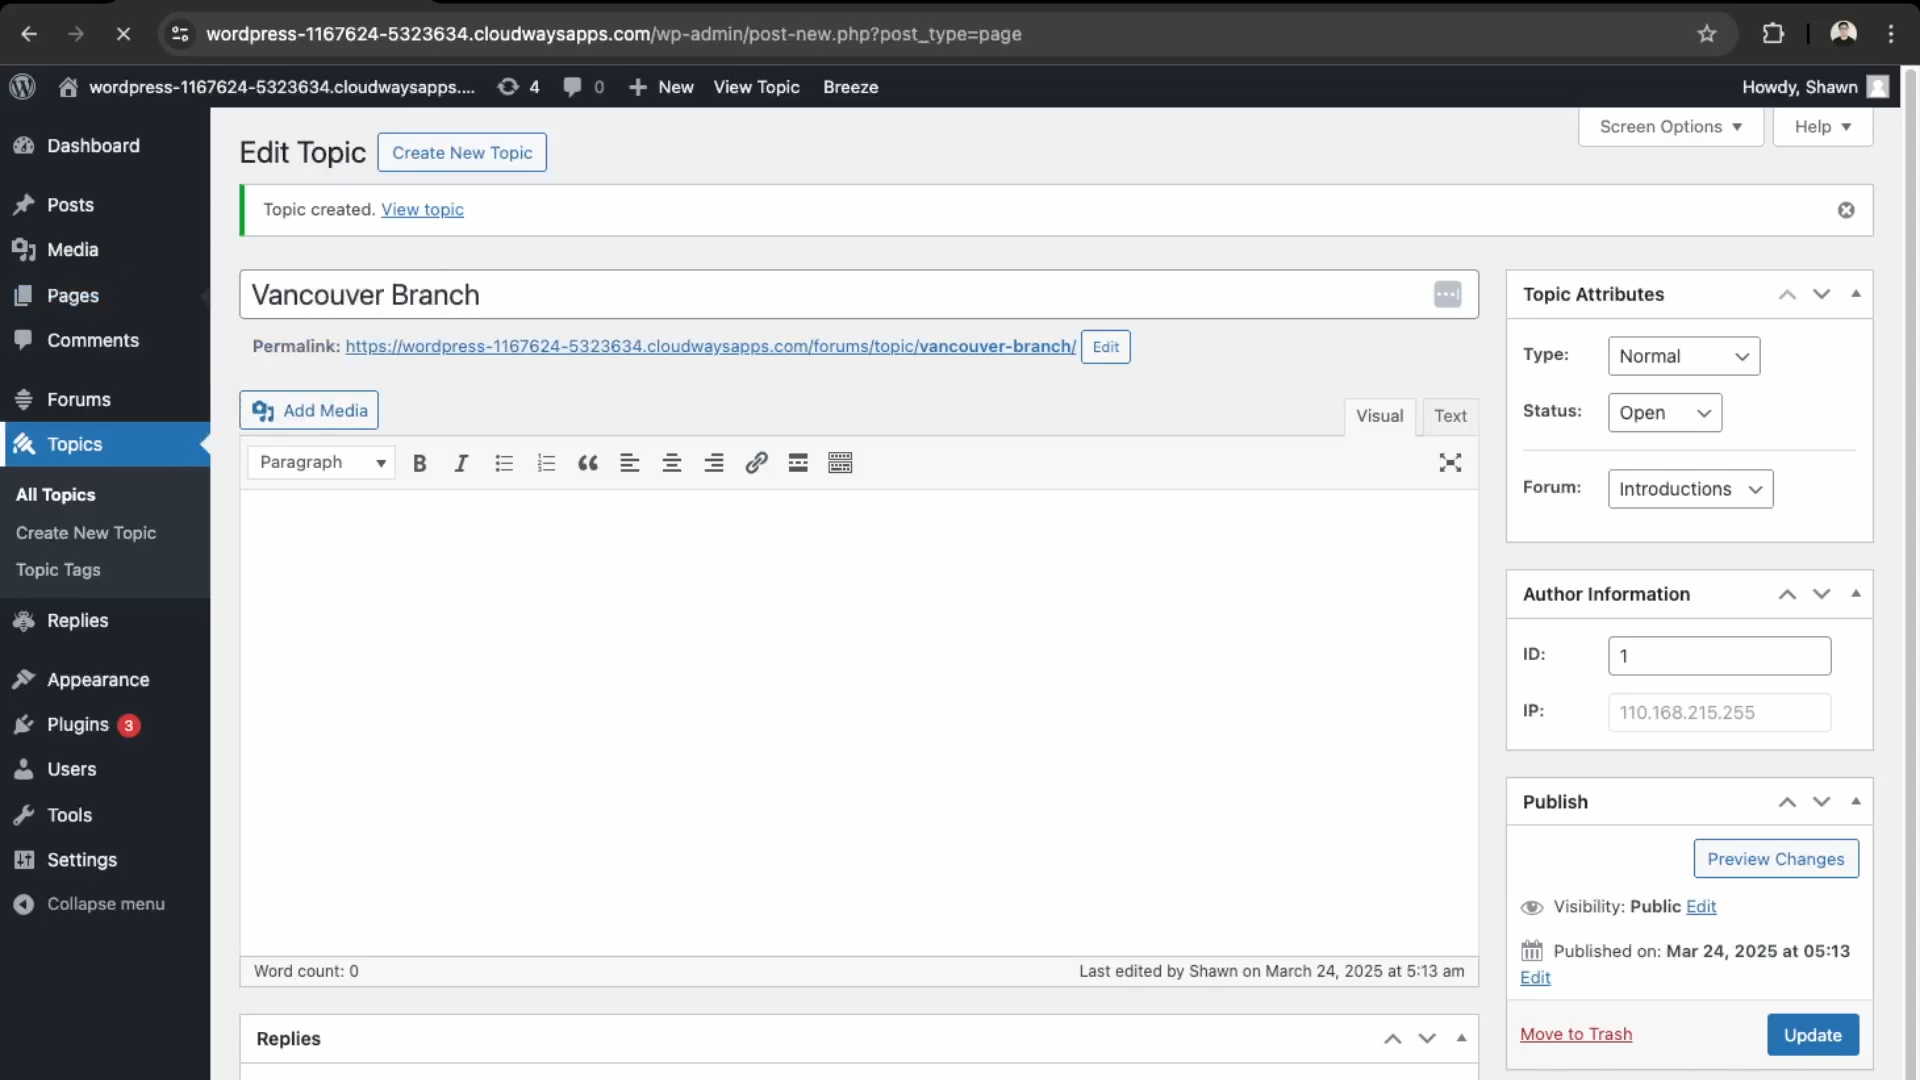 wordpress-1167624-5323634.cloudwaysapps.com/wp-admin/post-new.php?post_type=page
wordpress-1167624-5323634.cloudwaysapps.... 4 0 New View Topic Breeze Howdy, Shawn
Screen Options Help
Dashboard
Posts
Media
Pages
Comments
Forums
Topics
All Topics
Create New Topic
Topic Tags
Replies
Appearance
Plugins 3
Users
Tools
Settings
Collapse menu
Edit Topic Create New Topic
Topic created. View topic
Vancouver Branch
Permalink: https://wordpress-1167624-5323634.cloudwaysapps.com/forums/topic/vancouver-branch/ Edit
Add Media
Visual Text
Paragraph
Word count: 0 Last edited by Shawn on March 24, 2025 at 5:13 am
Replies
Topic Attributes
Type: Normal
Status: Open
Forum: Introductions
Author Information
ID: 1
IP: 110.168.215.255
Publish
Preview Changes
Visibility: Public Edit
Published on: Mar 24, 2025 at 05:13
Edit
Move to Trash Update